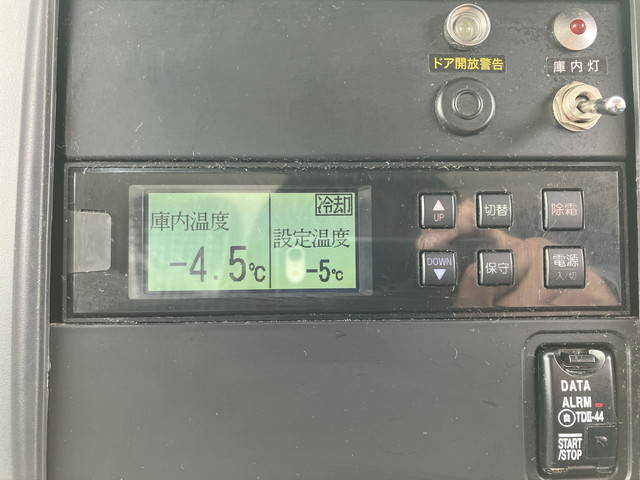 ドア開放警告
庫内灯
冷却
庫内温度
設定温度
-4.5℃
-5℃
▲
UP
切替
除霜
DOWN
▼
保守
電源
入/切
DATA
ALRM
自 TDII-44
START
/STOP